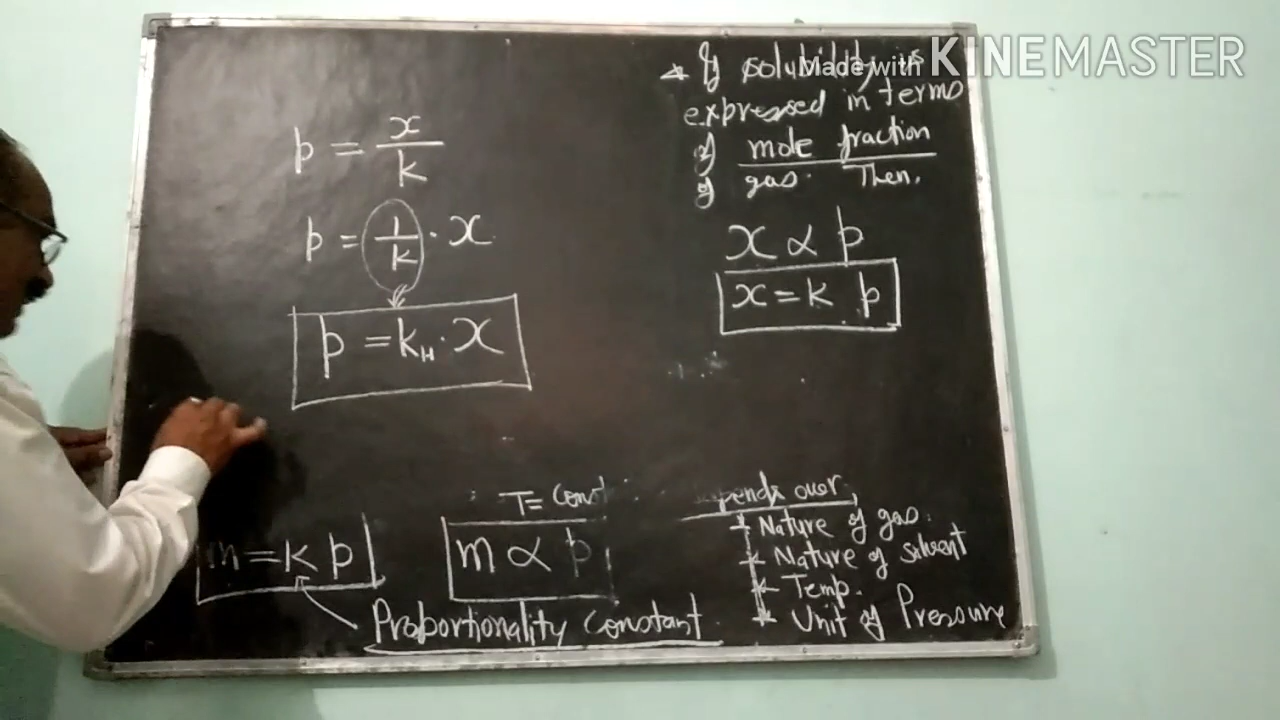 Made with KINEMASTER
* If solubility is
expressed in terms
of mole fraction
of gas. Then.
x ∝ p
x = k p
p = x/k
p = 1/k · x
p = kH · x
T = Const
m ∝ p
m = k p
Proportionality Constant
pends over,
* Nature of gas.
* Nature of Solvent
* Temp.
* Unit of Pressure